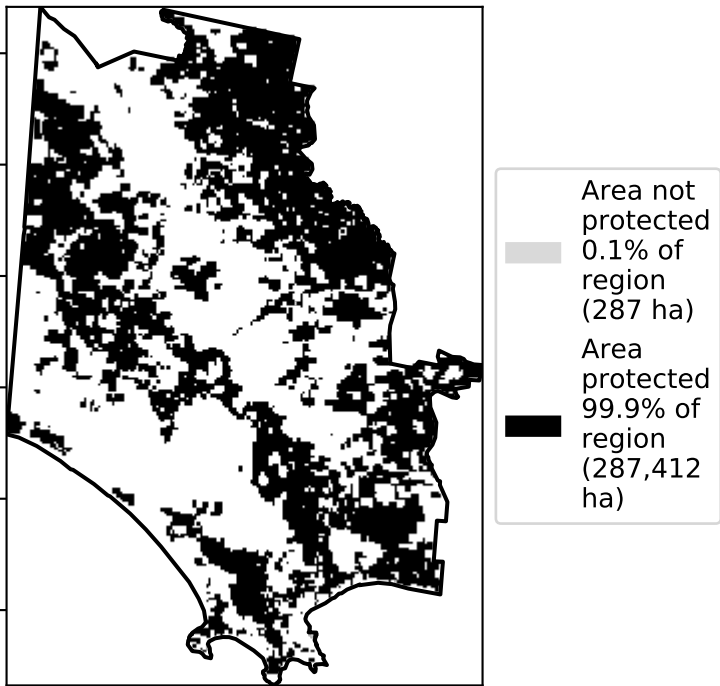 Area not
protected
0.1% of
region
(287 ha)
Area
protected
99.9% of
region
(287,412
ha)